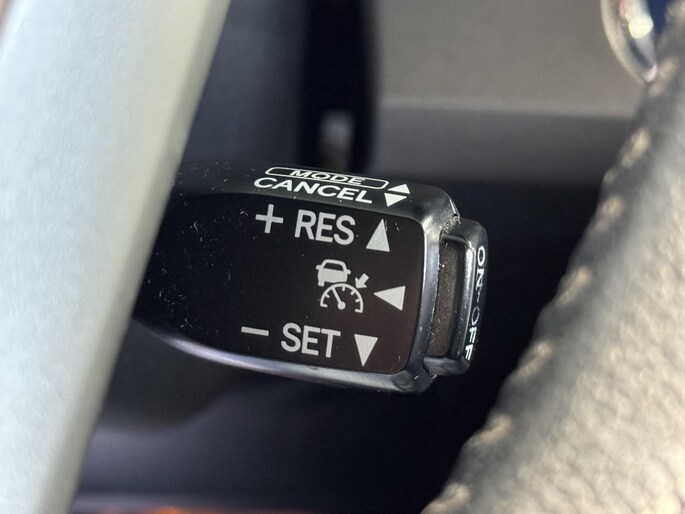 MODE
CANCEL
+ RES
ON-OFF
- SET